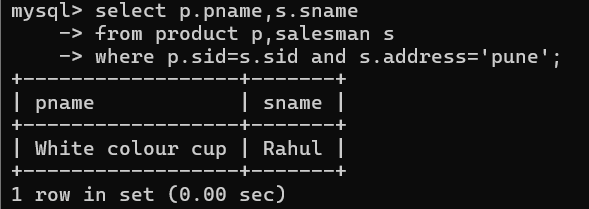 mysql> select p.pname,s.sname
    -> from product p,salesman s
    -> where p.sid=s.sid and s.address='pune';
+------------------+-------+
| pname            | sname |
+------------------+-------+
| White colour cup | Rahul |
+------------------+-------+
1 row in set (0.00 sec)